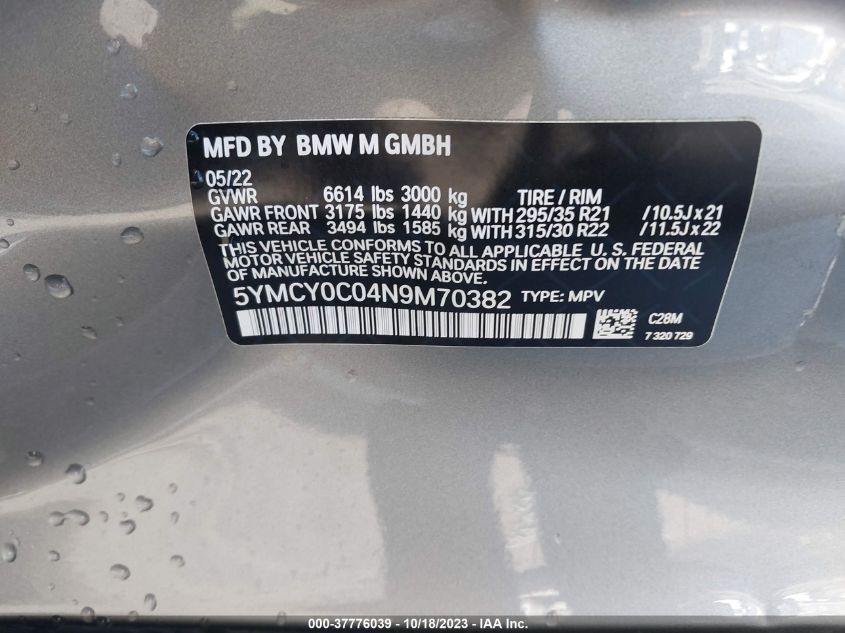 MFD BY BMW M GMBH
05/22
GVWR 6614 lbs 3000 kg TIRE / RIM
GAWR FRONT 3175 lbs 1440 kg WITH 295/35 R21 /10.5J x 21
GAWR REAR 3494 lbs 1585 kg WITH 315/30 R22 /11.5J x 22
THIS VEHICLE CONFORMS TO ALL APPLICABLE U. S. FEDERAL
MOTOR VEHICLE SAFETY STANDARDS IN EFFECT ON THE DATE
OF MANUFACTURE SHOWN ABOVE.
5YMCY0C04N9M70382 TYPE: MPV
C28M
7 320 729
000-37776039 - 10/18/2023 - IAA Inc.